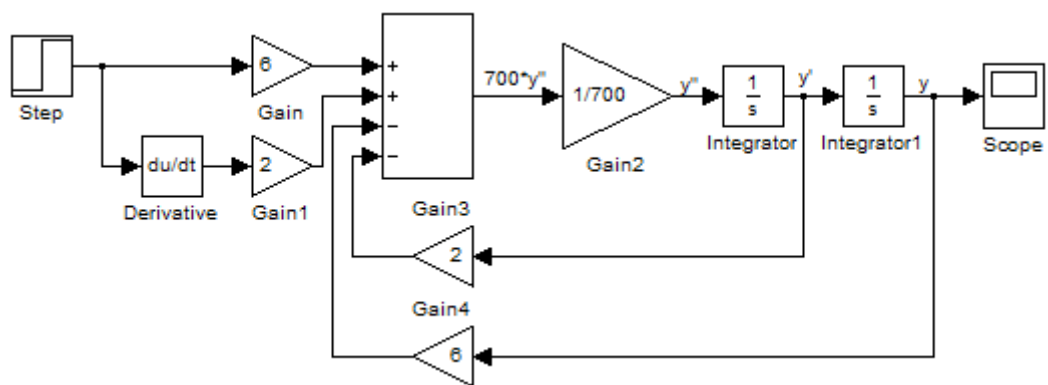 Step
6
Gain
du/dt
Derivative
2
Gain1
+
+
−
−
700*y''
1/700
Gain2
y''
1
s
Integrator
y'
1
s
Integrator1
y
Scope
Gain3
2
Gain4
6